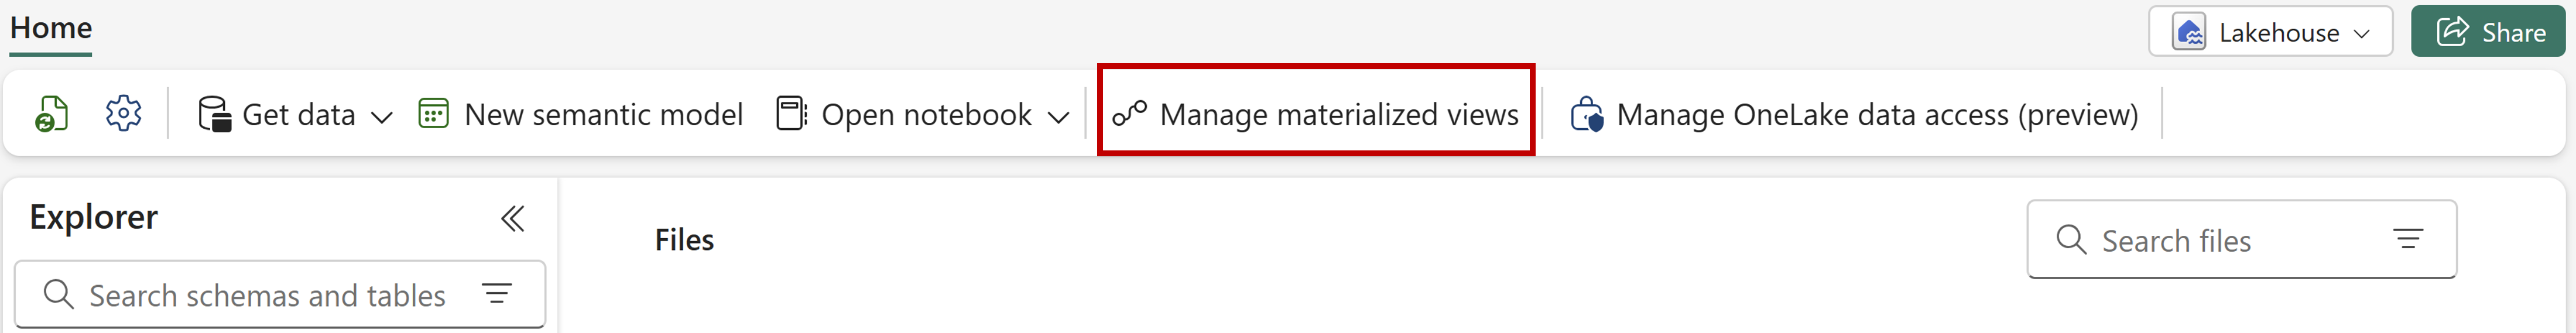 Home
Lakehouse
Share
Get data
New semantic model
Open notebook
Manage materialized views
Manage OneLake data access (preview)
Explorer
Search schemas and tables
Files
Search files